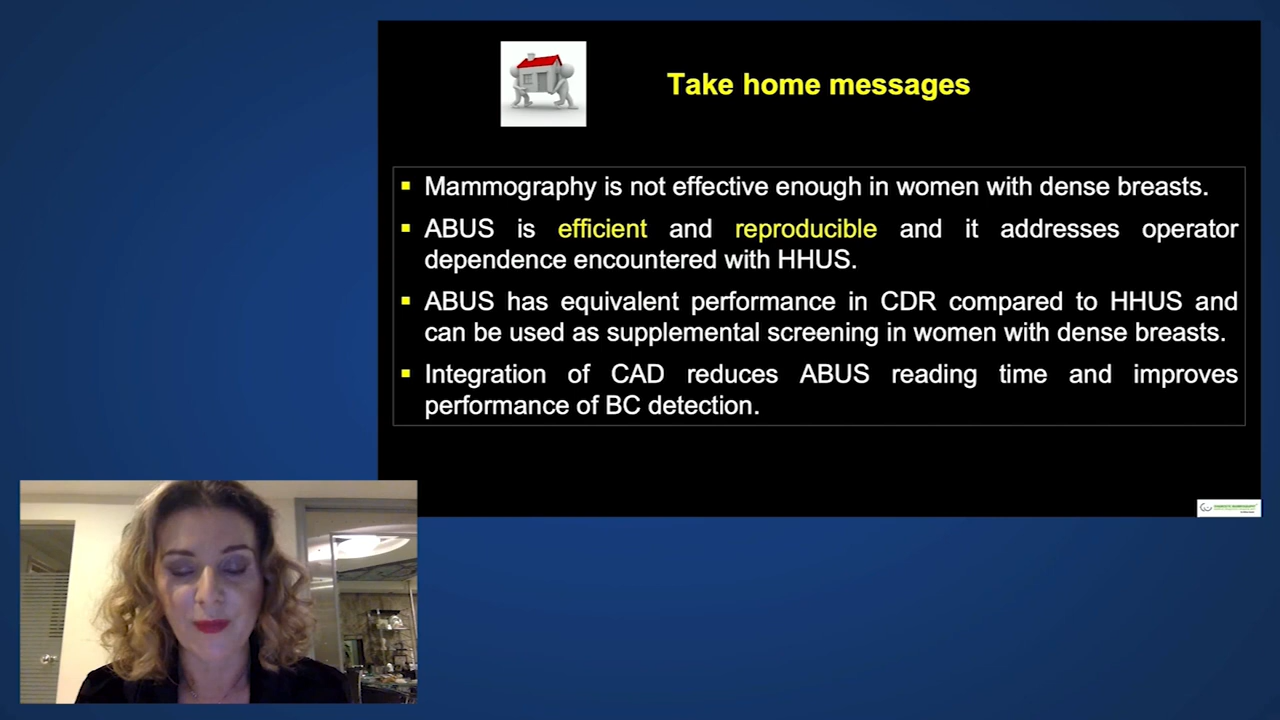 Take home messages
Mammography is not effective enough in women with dense breasts.
ABUS is efficient and reproducible and it addresses operator
dependence encountered with HHUS.
ABUS has equivalent performance in CDR compared to HHUS and
can be used as supplemental screening in women with dense breasts.
Integration of CAD reduces ABUS reading time and improves
performance of BC detection.